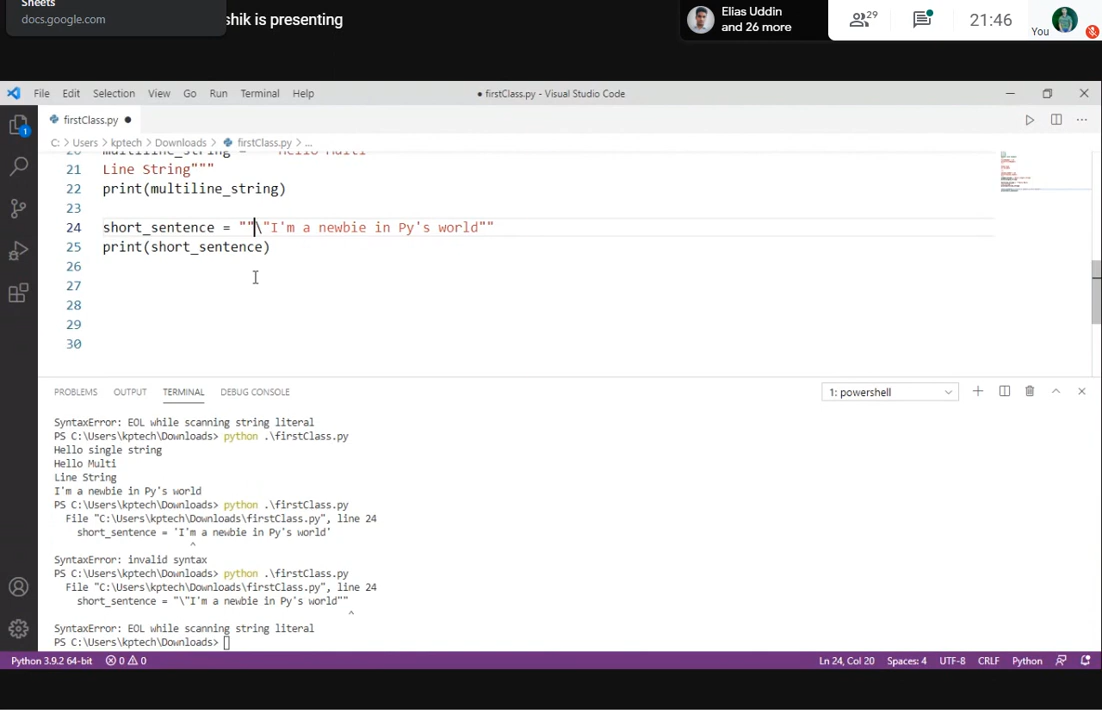 Sheets
docs.google.com
shik is presenting
Elias Uddin
and 26 more
29
21:46
You
File Edit Selection View Go Run Terminal Help
● firstClass.py - Visual Studio Code
firstClass.py ●
C: > Users > kptech > Downloads > firstClass.py > ...
21 Line String"""
22 print(multiline_string)
23
24 short_sentence = ""\"I'm a newbie in Py's world""
25 print(short_sentence)
26
27
28
29
30
1
PROBLEMS OUTPUT TERMINAL DEBUG CONSOLE
1: powershell
SyntaxError: EOL while scanning string literal
PS C:\Users\kptech\Downloads> python .\firstClass.py
Hello single string
Hello Multi
Line String
I'm a newbie in Py's world
PS C:\Users\kptech\Downloads> python .\firstClass.py
File "C:\Users\kptech\Downloads\firstClass.py", line 24
short_sentence = 'I'm a newbie in Py's world'
^
SyntaxError: invalid syntax
PS C:\Users\kptech\Downloads> python .\firstClass.py
File "C:\Users\kptech\Downloads\firstClass.py", line 24
short_sentence = "\"I'm a newbie in Py's world""
^
SyntaxError: EOL while scanning string literal
PS C:\Users\kptech\Downloads>
Python 3.9.2 64-bit 0 0
Ln 24, Col 20 Spaces: 4 UTF-8 CRLF Python